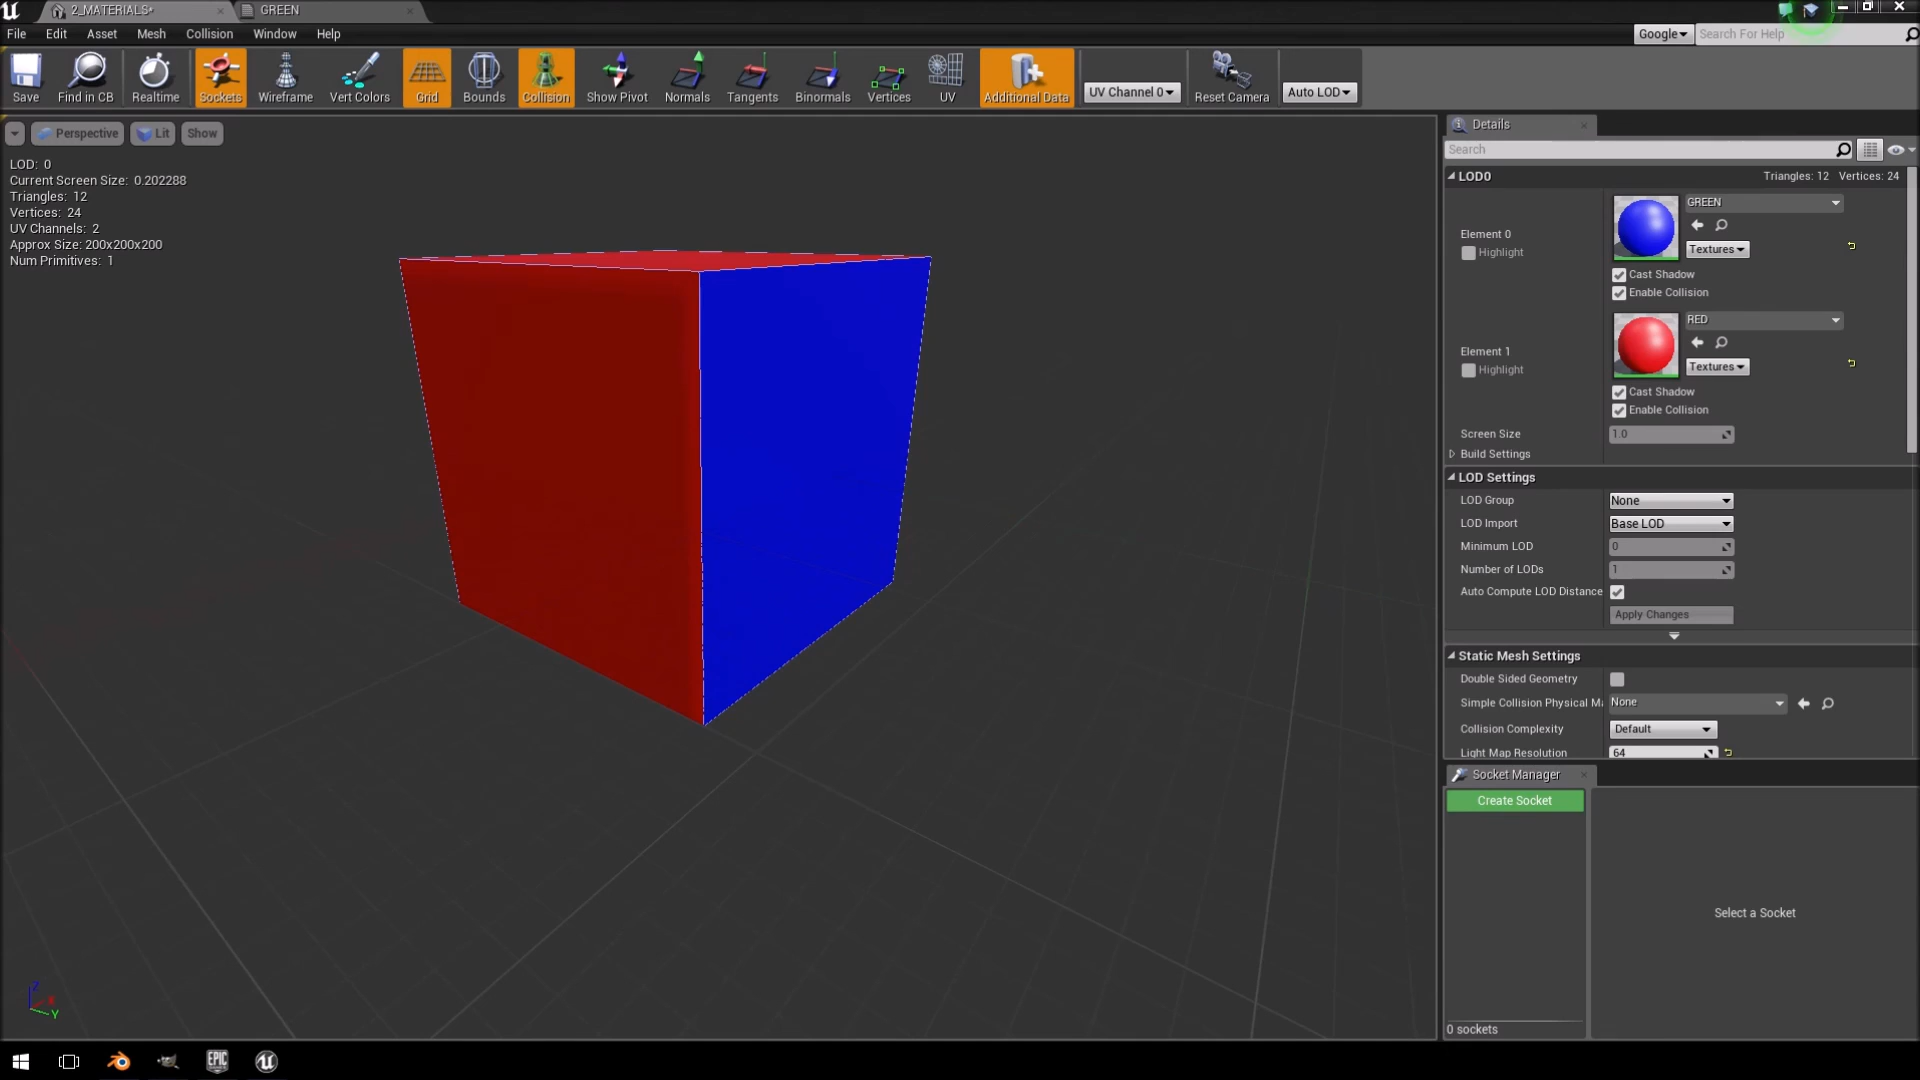 2_MATERIALS*
GREEN
File Edit Asset Mesh Collision Window Help
Google
Search For Help
Save
Find in CB
Realtime
Sockets
Wireframe
Vert Colors
Grid
Bounds
Collision
Show Pivot
Normals
Tangents
Binormals
Vertices
UV
Additional Data
UV Channel 0
Reset Camera
Auto LOD
Perspective
Lit
Show
LOD: 0
Current Screen Size: 0.202288
Triangles: 12
Vertices: 24
UV Channels: 2
Approx Size: 200x200x200
Num Primitives: 1
Z
X
Y
Details
Search
LOD0
Triangles: 12 Vertices: 24
Element 0
Highlight
GREEN
Textures
Cast Shadow
Enable Collision
Element 1
Highlight
RED
Textures
Cast Shadow
Enable Collision
Screen Size 1.0
Build Settings
LOD Settings
LOD Group None
LOD Import Base LOD
Minimum LOD 0
Number of LODs 1
Auto Compute LOD Distance
Apply Changes
Static Mesh Settings
Double Sided Geometry
Simple Collision Physical Ma None
Collision Complexity Default
Light Map Resolution 64
Socket Manager
Create Socket
Select a Socket
0 sockets
EPIC